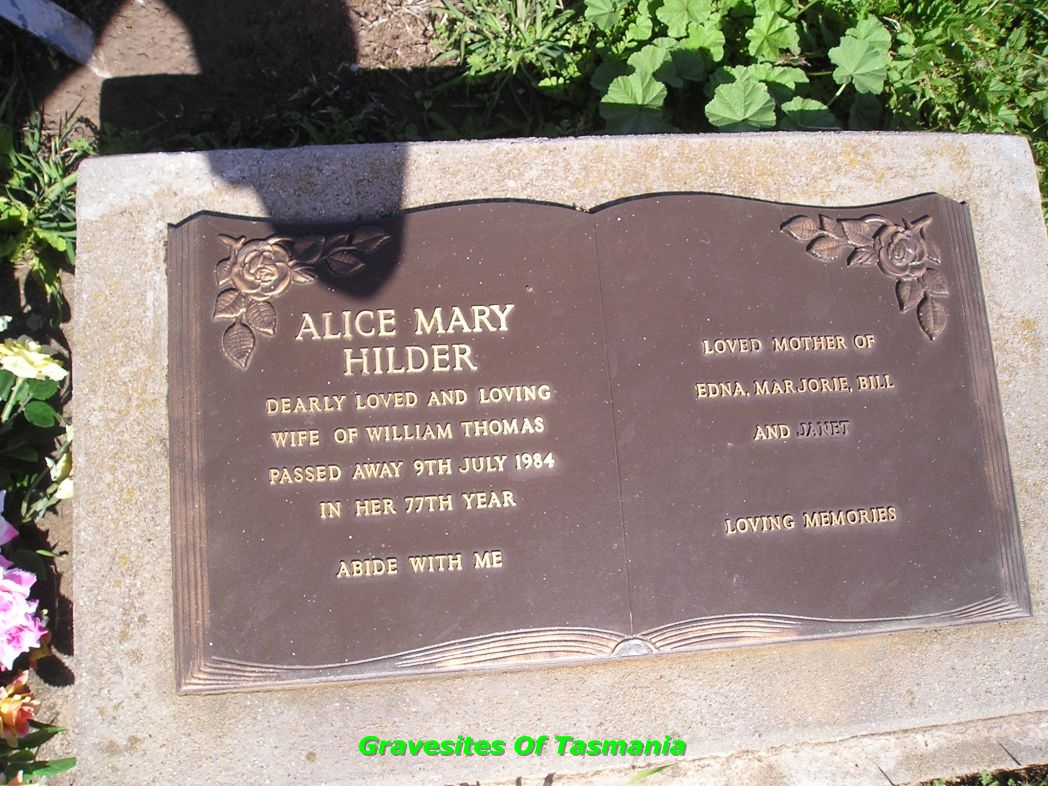 ALICE MARY
HILDER
DEARLY LOVED AND LOVING
WIFE OF WILLIAM THOMAS
PASSED AWAY 9TH JULY 1984
IN HER 77TH YEAR
ABIDE WITH ME
LOVED MOTHER OF
EDNA, MARJORIE, BILL
AND JANET
LOVING MEMORIES
Gravesites Of Tasmania